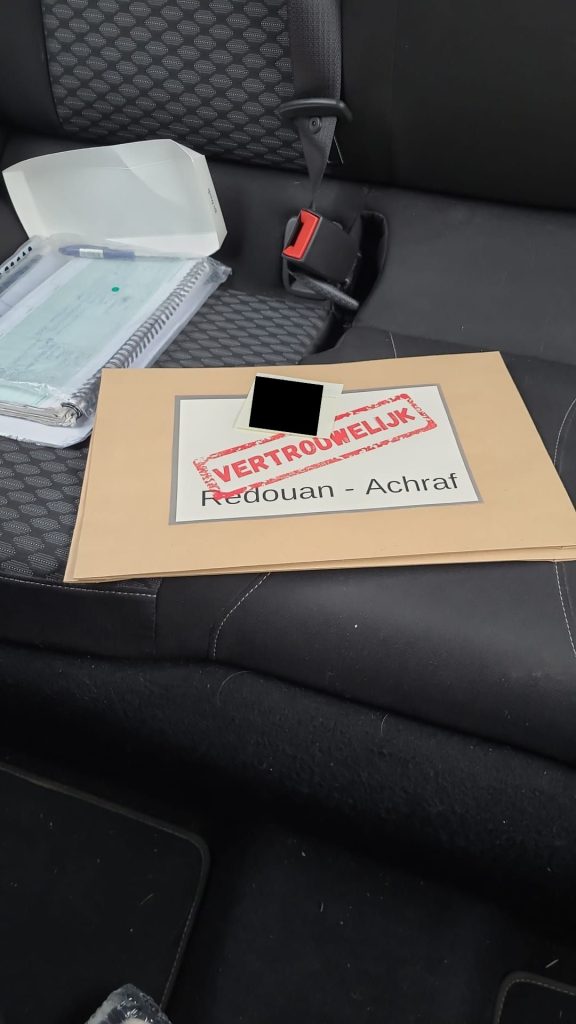 VERTROUWELIJK
Redouan - Achraf